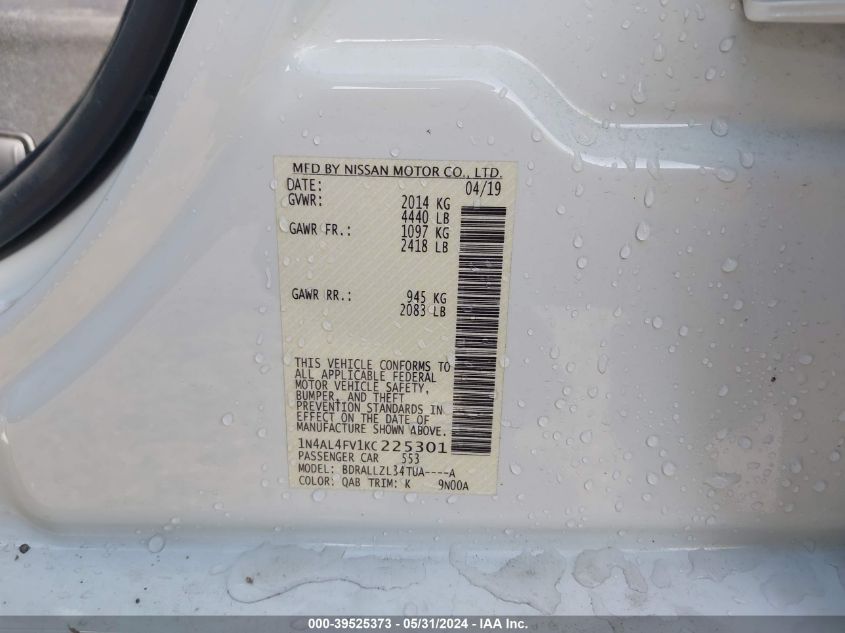 MFD BY NISSAN MOTOR CO., LTD.
DATE: 04/19
GVWR: 2014 KG
4440 LB
GAWR FR.: 1097 KG
2418 LB
GAWR RR.: 945 KG
2083 LB
THIS VEHICLE CONFORMS TO
ALL APPLICABLE FEDERAL
MOTOR VEHICLE SAFETY,
BUMPER, AND THEFT
PREVENTION STANDARDS IN
EFFECT ON THE DATE OF
MANUFACTURE SHOWN ABOVE.
1N4AL4FV1KC225301
PASSENGER CAR 553
MODEL: BDRALLZL34TUA----A
COLOR: QAB TRIM: K 9N00A
000-39525373 - 05/31/2024 - IAA Inc.